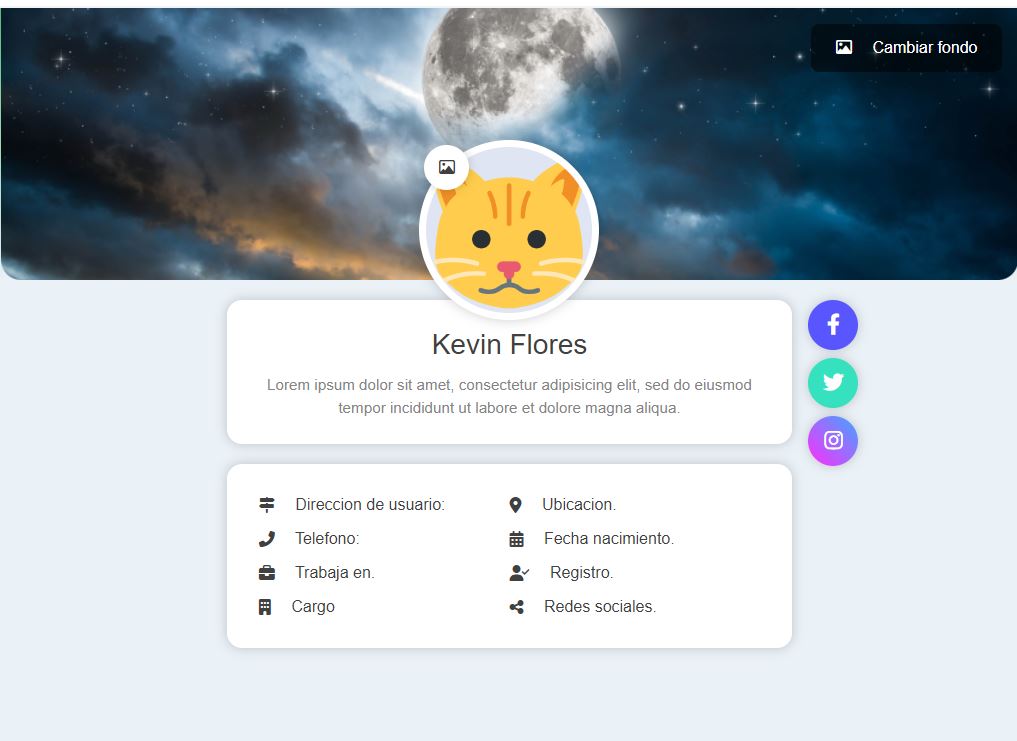 Cambiar fondo
Kevin Flores
Lorem ipsum dolor sit amet, consectetur adipisicing elit, sed do eiusmod
tempor incididunt ut labore et dolore magna aliqua.
Direccion de usuario:
Ubicacion.
Telefono:
Fecha nacimiento.
Trabaja en.
Registro.
Cargo
Redes sociales.